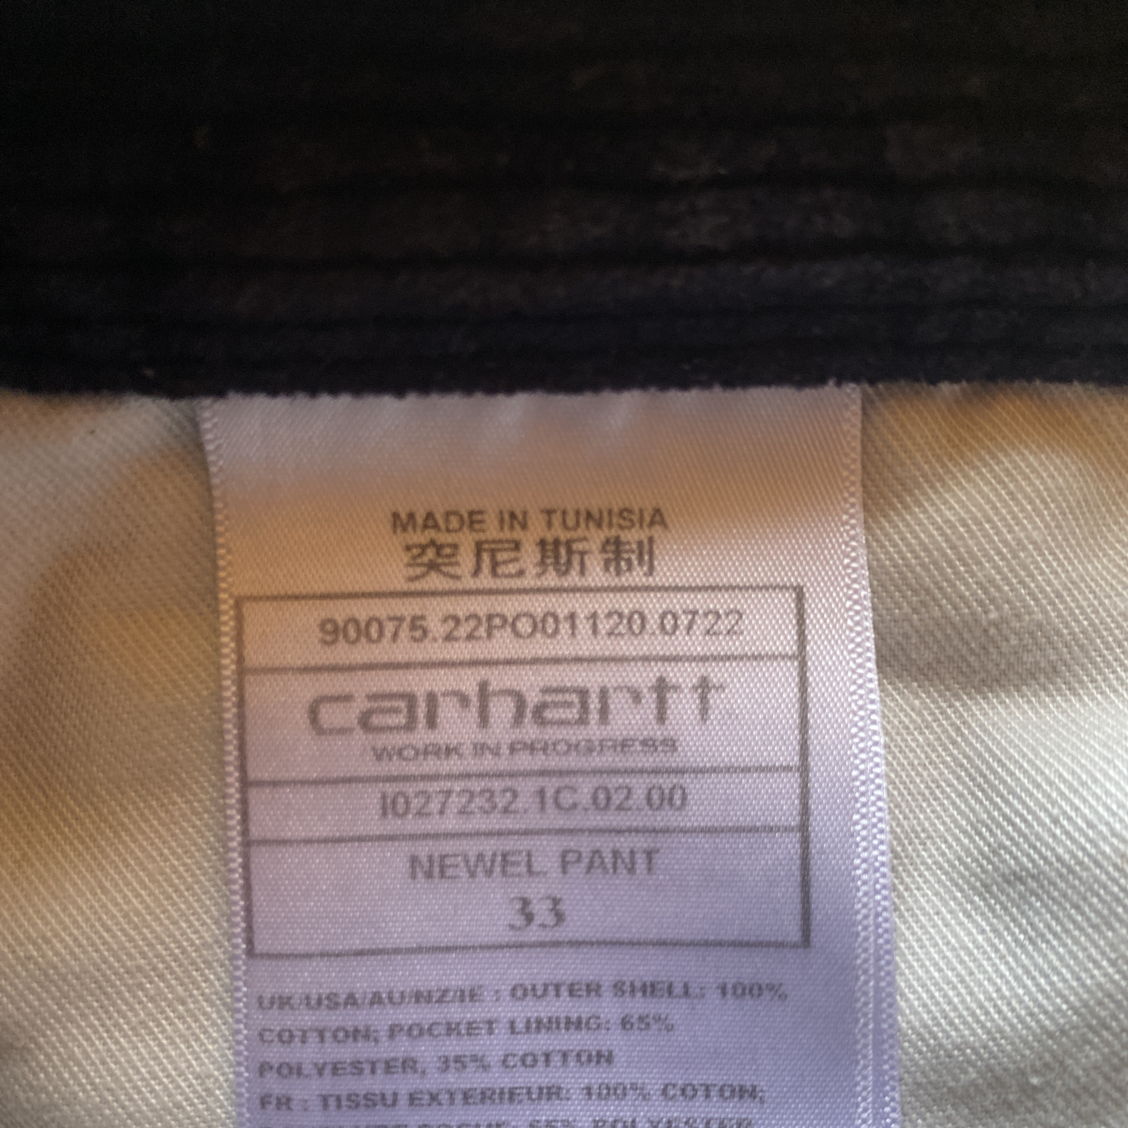 MADE IN TUNISIA
突尼斯制
90075.22PO01120.0722
carhartt
WORK IN PROGRESS
I027232.1C.02.00
NEWEL PANT
33
UK/USA/AU/NZ/IE : OUTER SHELL: 100%
COTTON; POCKET LINING: 65%
POLYESTER, 35% COTTON
FR : TISSU EXTERIEUR: 100% COTON;